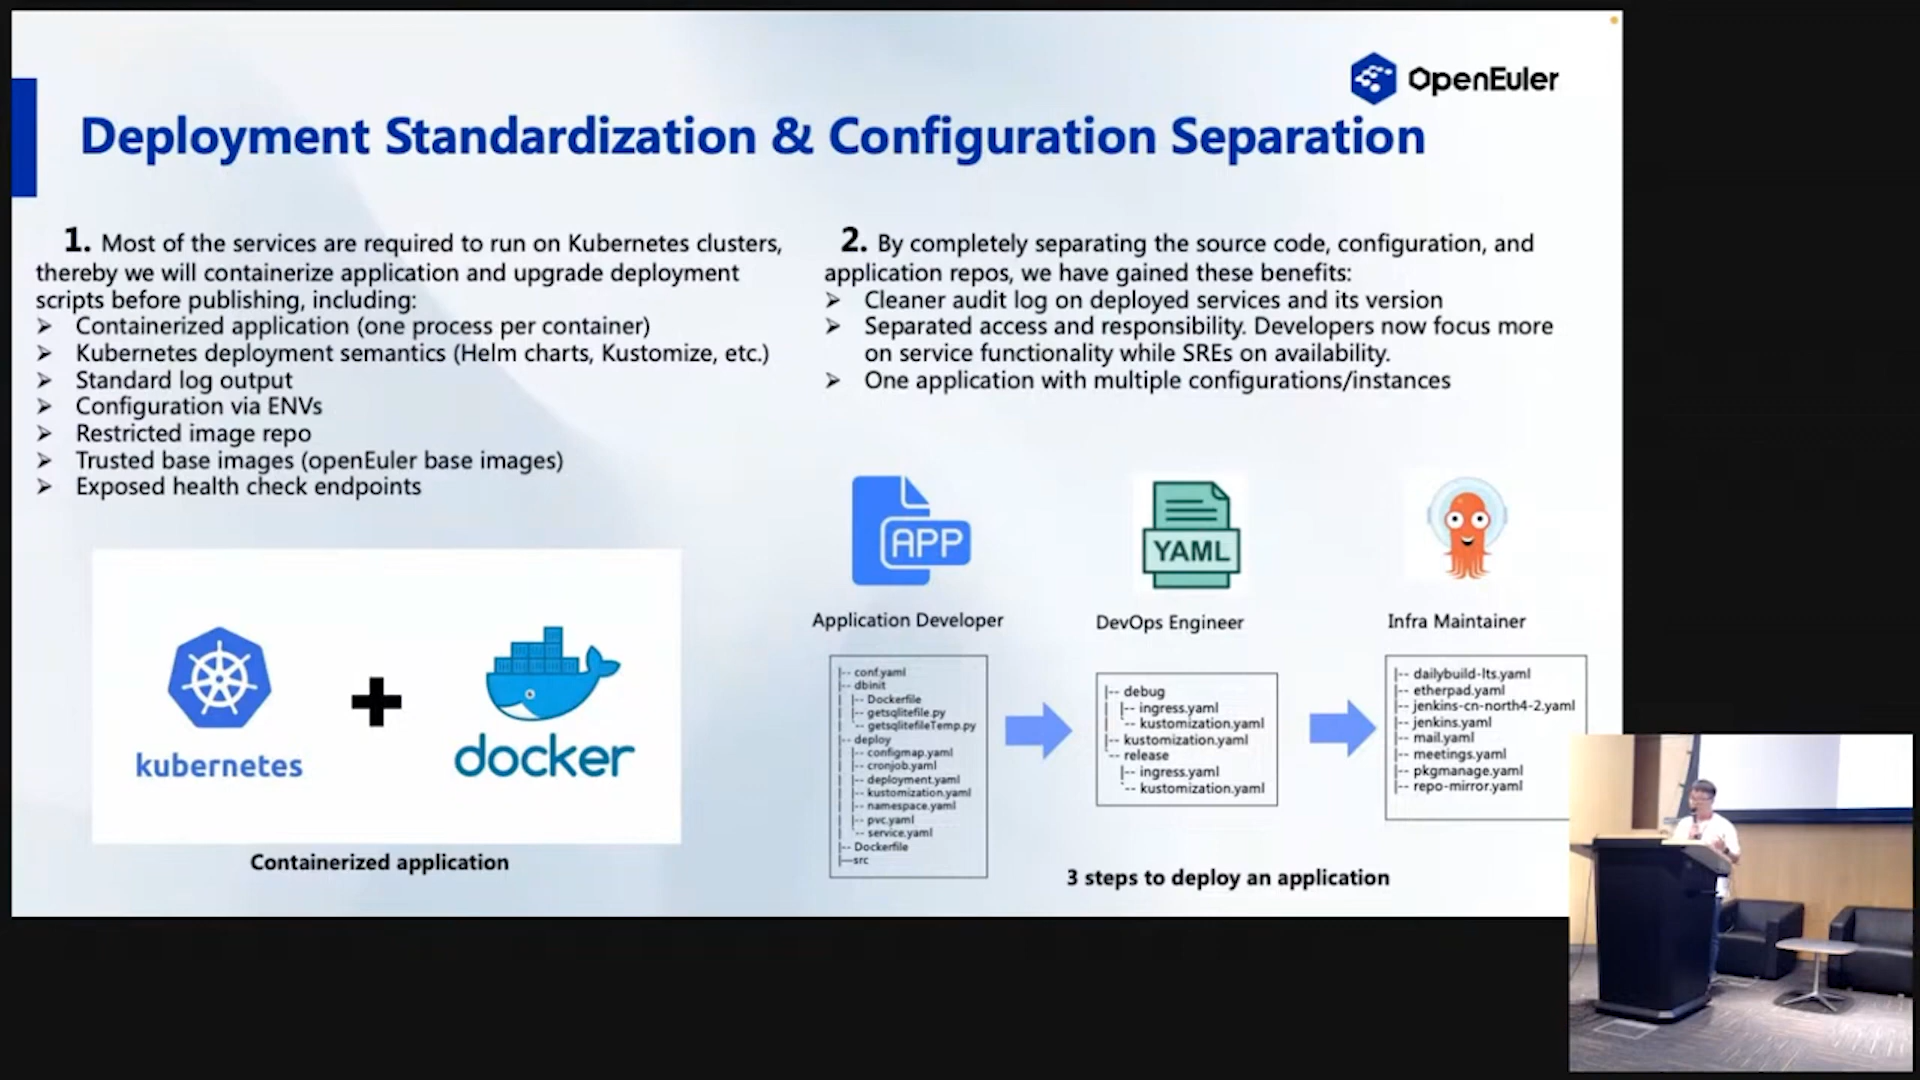 OpenEuler
Deployment Standardization & Configuration Separation
1. Most of the services are required to run on Kubernetes clusters,
thereby we will containerize application and upgrade deployment
scripts before publishing, including:
➢ Containerized application (one process per container)
➢ Kubernetes deployment semantics (Helm charts, Kustomize, etc.)
➢ Standard log output
➢ Configuration via ENVs
➢ Restricted image repo
➢ Trusted base images (openEuler base images)
➢ Exposed health check endpoints
kubernetes
docker
Containerized application
2. By completely separating the source code, configuration, and
application repos, we have gained these benefits:
➢ Cleaner audit log on deployed services and its version
➢ Separated access and responsibility. Developers now focus more
on service functionality while SREs on availability.
➢ One application with multiple configurations/instances
APP
Application Developer
|-- conf.yaml
|-- dbinit
|   |-- Dockerfile
|   |-- getsqlitefile.py
|   `-- getsqlitefileTemp.py
|-- deploy
|   |-- configmap.yaml
|   |-- cronjob.yaml
|   |-- deployment.yaml
|   |-- kustomization.yaml
|   |-- namespace.yaml
|   |-- pvc.yaml
|   `-- service.yaml
|-- Dockerfile
|—src
YAML
DevOps Engineer
|-- debug
|   |-- ingress.yaml
|   `-- kustomization.yaml
|-- kustomization.yaml
`-- release
    |-- ingress.yaml
    `-- kustomization.yaml
Infra Maintainer
|-- dailybuild-lts.yaml
|-- etherpad.yaml
|-- jenkins-cn-north4-2.yaml
|-- jenkins.yaml
|-- mail.yaml
|-- meetings.yaml
|-- pkgmanage.yaml
|-- repo-mirror.yaml
3 steps to deploy an application